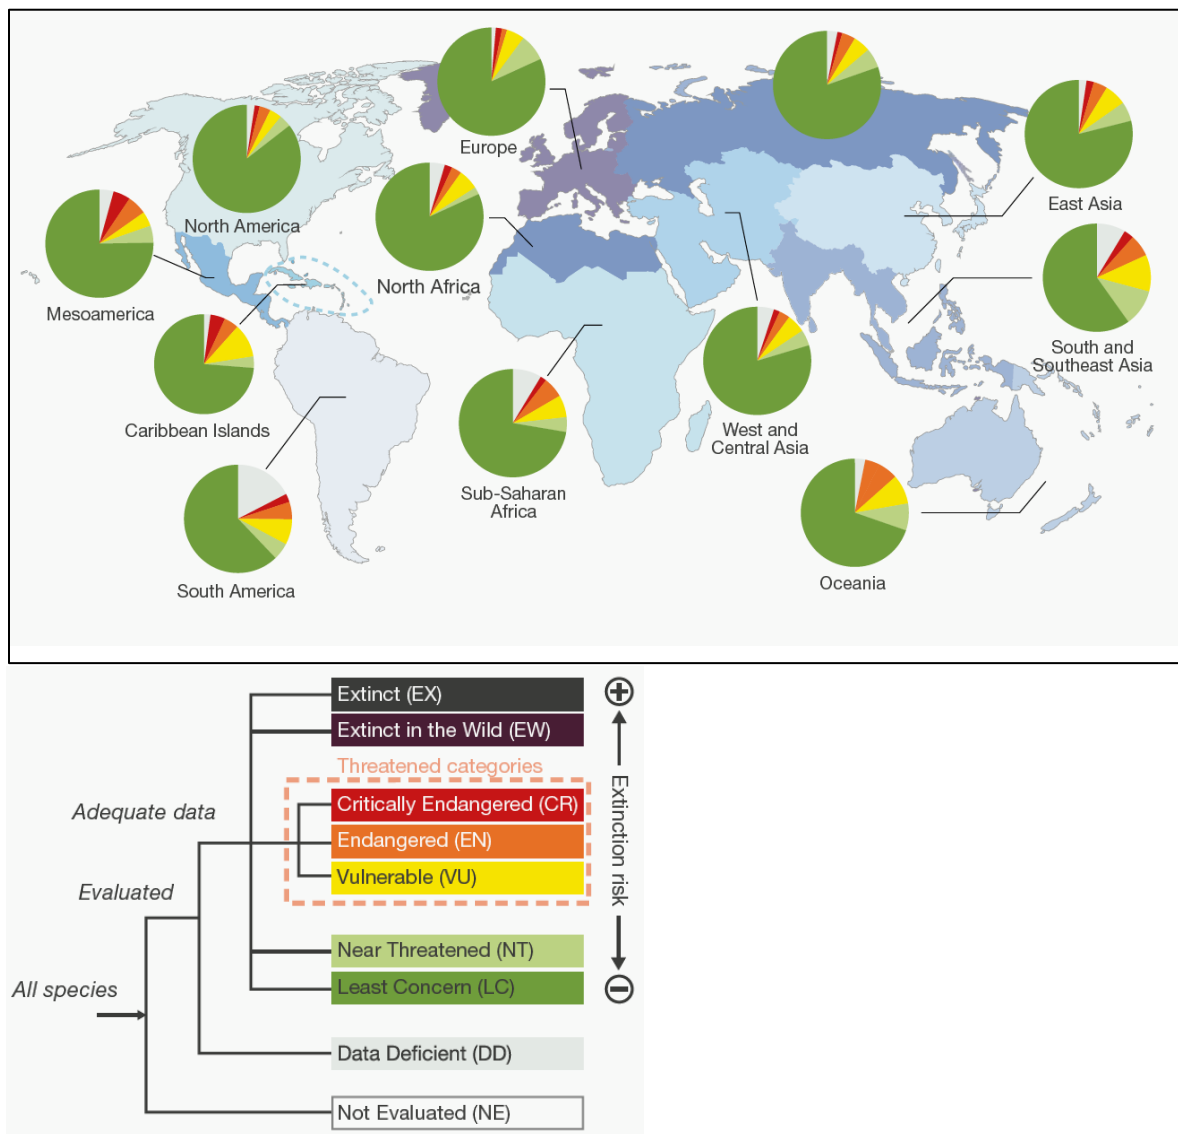 Europe
East Asia
North America
North Africa
Mesoamerica
South and
Southeast Asia
Caribbean Islands
West and
Central Asia
Sub-Saharan
Africa
South America
Oceania
Extinct (EX)
Extinct in the Wild (EW)
Threatened categories
Critically Endangered (CR)
Adequate data
Endangered (EN)
Vulnerable (VU)
Extinction risk
Evaluated
Near Threatened (NT)
Least Concern (LC)
All species
Data Deficient (DD)
Not Evaluated (NE)